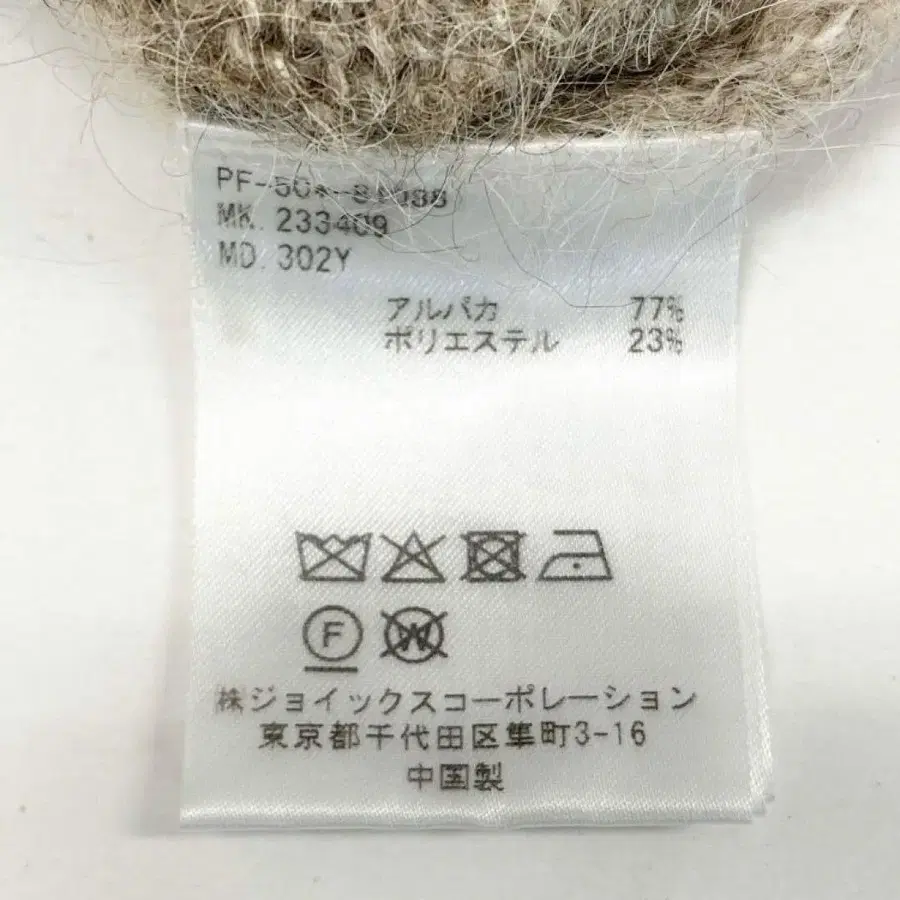 MK. 233409
MD. 302Y
アルパカ 77%
ポリエステル 23%
F W
㈱ジョイックスコーポレーション
東京都千代田区隼町3-16
中国製